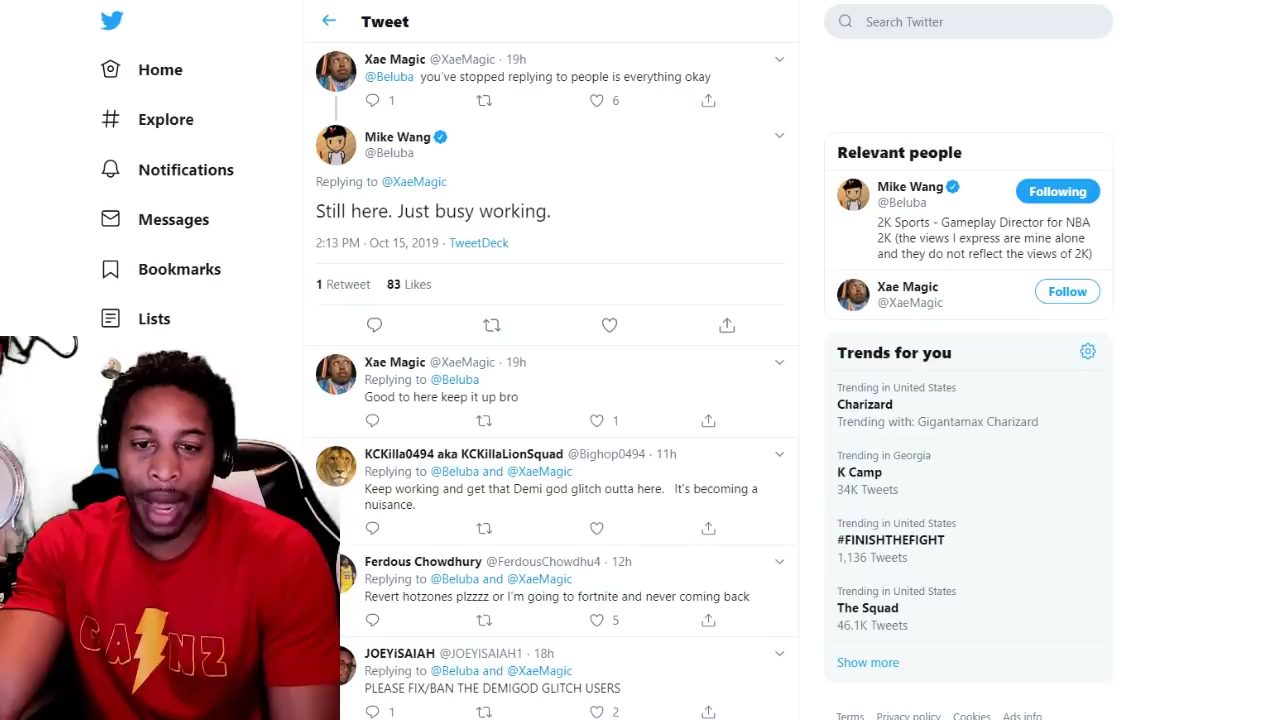 Tweet
Search Twitter
Home
Explore
Notifications
Messages
Bookmarks
Lists
Xae Magic @XaeMagic · 19h
@Beluba you've stopped replying to people is everything okay
1
6
Mike Wang
@Beluba
Replying to @XaeMagic
Still here. Just busy working.
2:13 PM · Oct 15, 2019 · TweetDeck
1 Retweet 83 Likes
Xae Magic @XaeMagic · 19h
Replying to @Beluba
Good to here keep it up bro
1
KCKilla0494 aka KCKillaLionSquad @Bighop0494 · 11h
Replying to @Beluba and @XaeMagic
Keep working and get that Demi god glitch outta here. It's becoming a
nuisance.
Ferdous Chowdhury @FerdousChowdhu4 · 12h
Replying to @Beluba and @XaeMagic
Revert hotzones plzzzz or I'm going to fortnite and never coming back
5
JOEYiSAIAH @JOEYISAIAH1 · 18h
Replying to @Beluba and @XaeMagic
PLEASE FIX/BAN THE DEMIGOD GLITCH USERS
1
2
Relevant people
Mike Wang
@Beluba
Following
2K Sports - Gameplay Director for NBA
2K (the views I express are mine alone
and they do not reflect the views of 2K)
Xae Magic
@XaeMagic
Follow
Trends for you
Trending in United States
Charizard
Trending with: Gigantamax Charizard
Trending in Georgia
K Camp
34K Tweets
Trending in United States
#FINISHTHEFIGHT
1,136 Tweets
Trending in United States
The Squad
46.1K Tweets
Show more
Terms Privacy policy Cookies Ads info
CA NZ